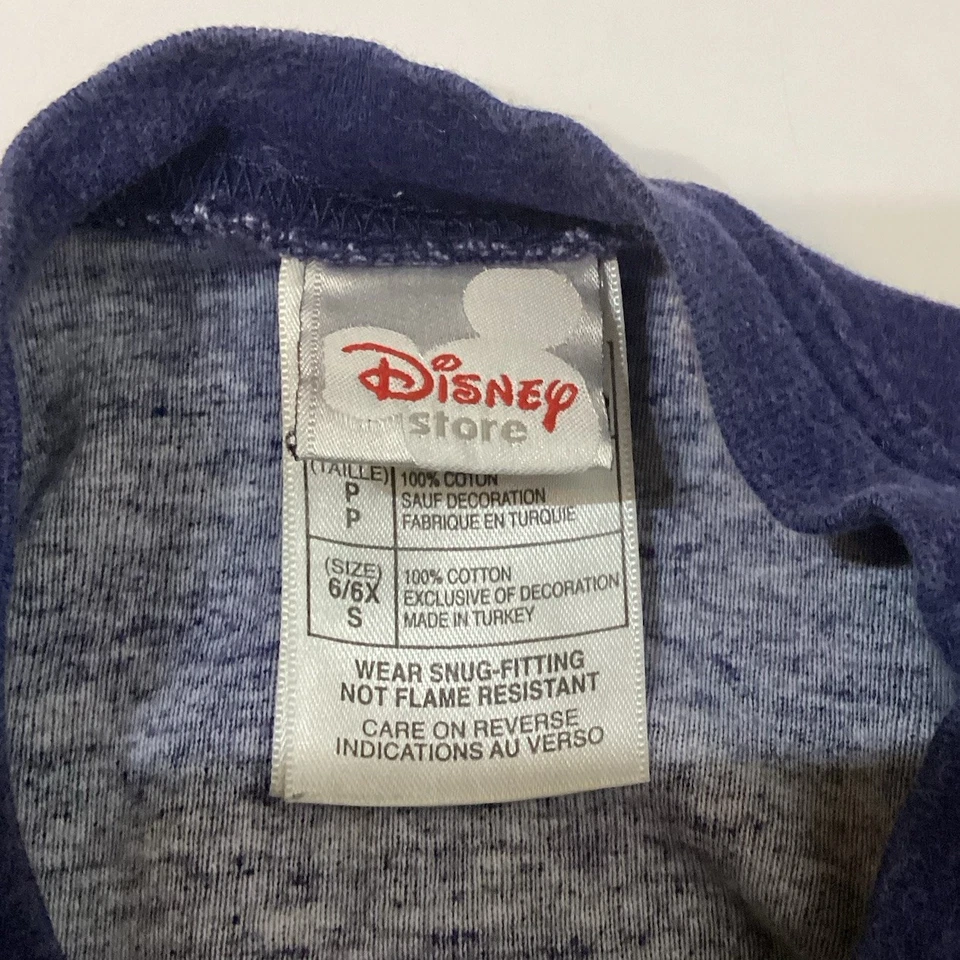 Disney
store
(TAILLE)
P
P
100% COTON
SAUF DECORATION
FABRIQUE EN TURQUIE
(SIZE)
6/6X
S
100% COTTON
EXCLUSIVE OF DECORATION
MADE IN TURKEY
WEAR SNUG-FITTING
NOT FLAME RESISTANT
CARE ON REVERSE
INDICATIONS AU VERSO